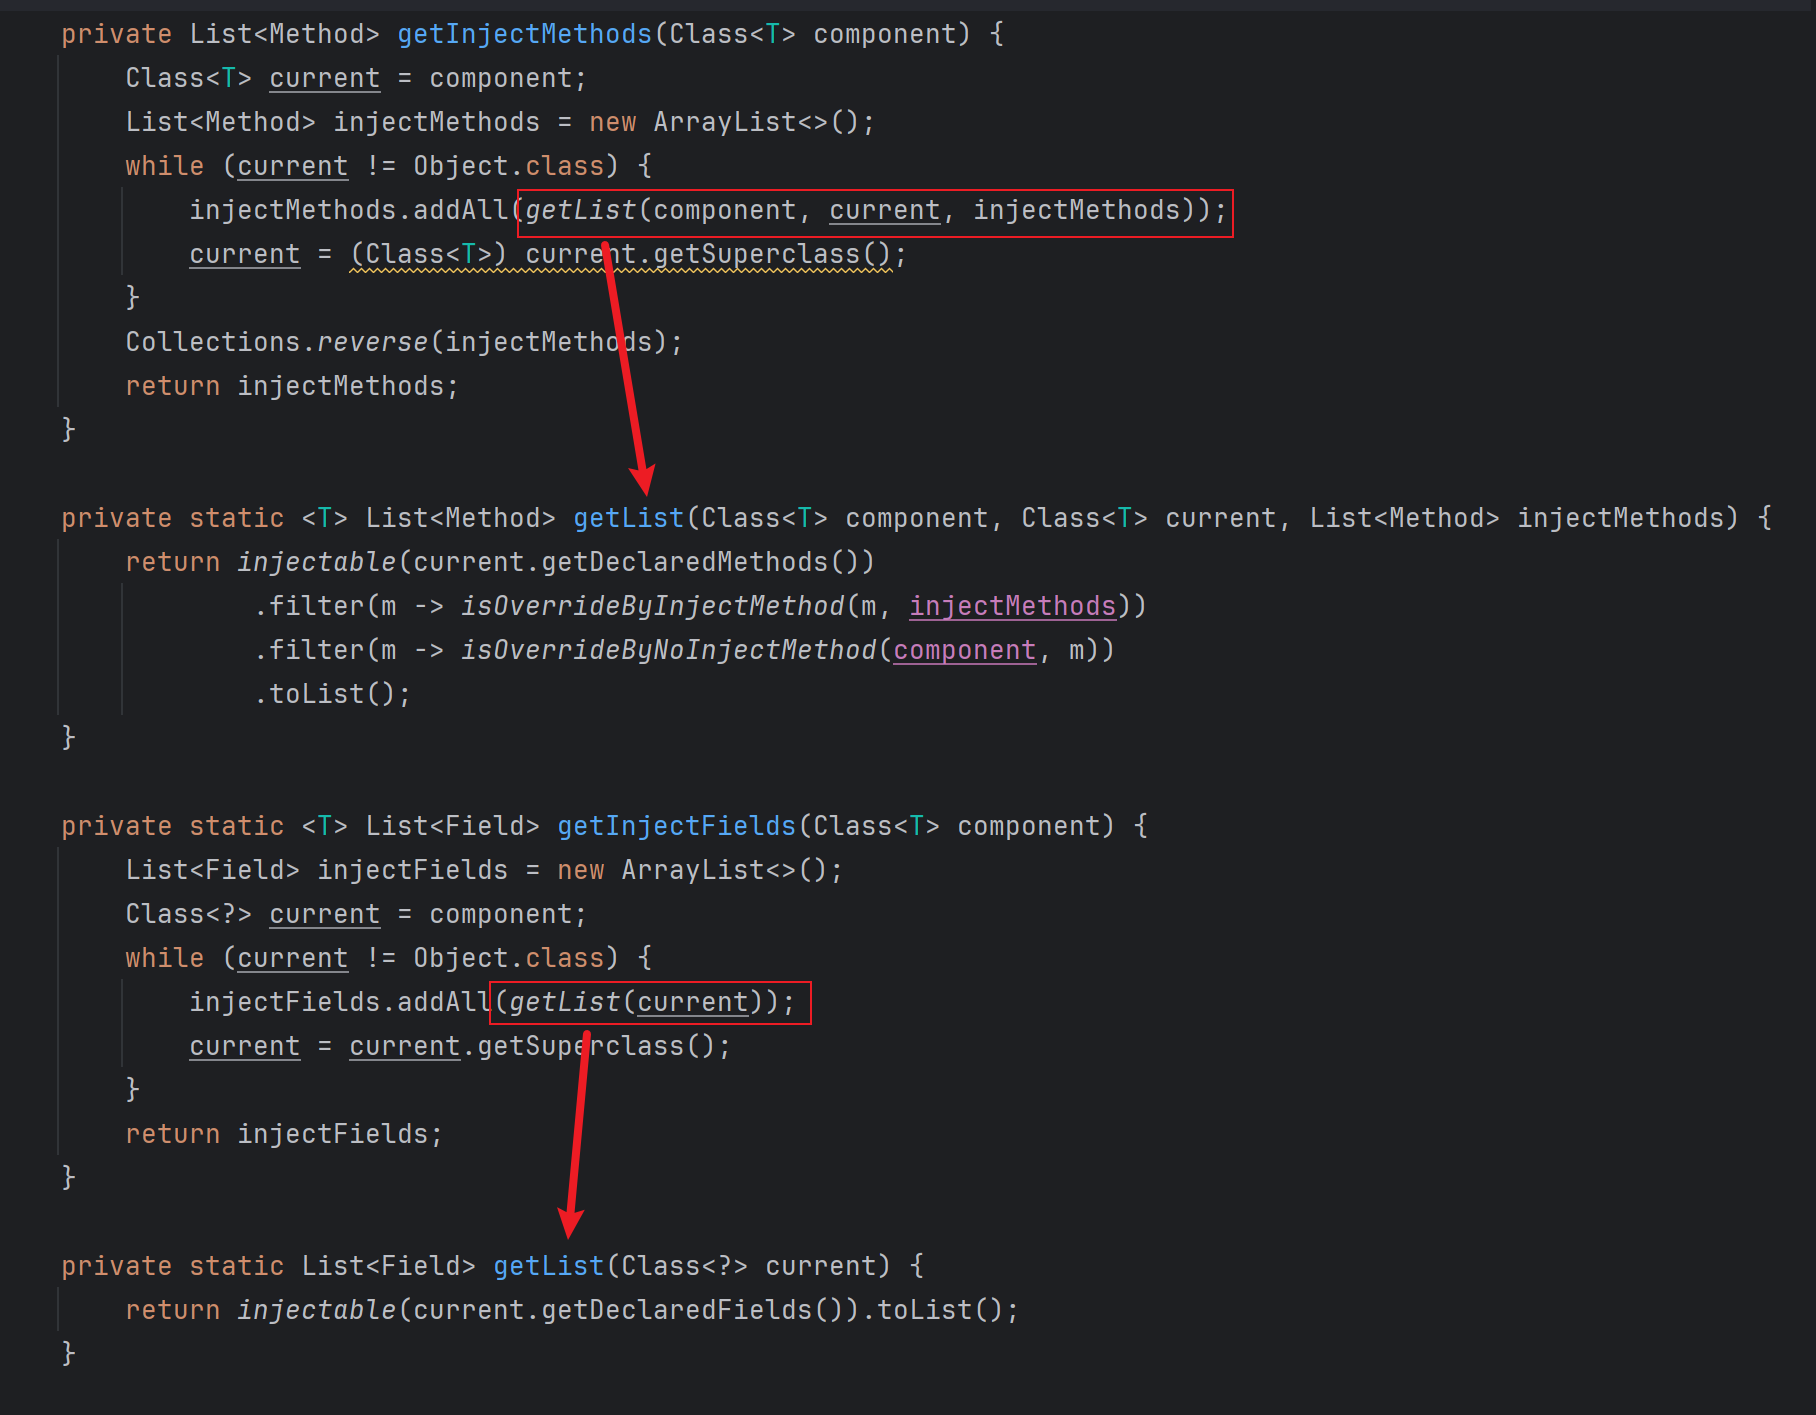 private List<Method> getInjectMethods(Class<T> component) {
    Class<T> current = component;
    List<Method> injectMethods = new ArrayList<>();
    while (current != Object.class) {
        injectMethods.addAll(getList(component, current, injectMethods));
        current = (Class<T>) current.getSuperclass();
    }
    Collections.reverse(injectMethods);
    return injectMethods;
}
private static <T> List<Method> getList(Class<T> component, Class<T> current, List<Method> injectMethods) {
    return injectable(current.getDeclaredMethods())
            .filter(m -> isOverrideByInjectMethod(m, injectMethods))
            .filter(m -> isOverrideByNoInjectMethod(component, m))
            .toList();
}
private static <T> List<Field> getInjectFields(Class<T> component) {
    List<Field> injectFields = new ArrayList<>();
    Class<?> current = component;
    while (current != Object.class) {
        injectFields.addAll(getList(current));
        current = current.getSuperclass();
    }
    return injectFields;
}
private static List<Field> getList(Class<?> current) {
    return injectable(current.getDeclaredFields()).toList();
}